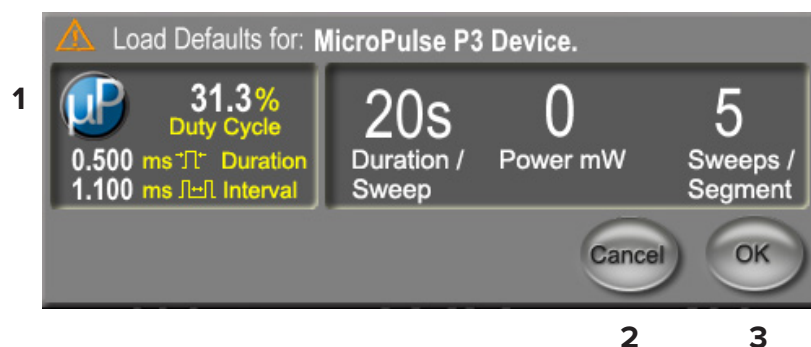 Load Defaults for: MicroPulse P3 Device.
1
µP
31.3%
Duty Cycle
0.500 ms Duration
1.100 ms Interval
20s
Duration /
Sweep
0
Power mW
5
Sweeps /
Segment
Cancel
OK
2
3